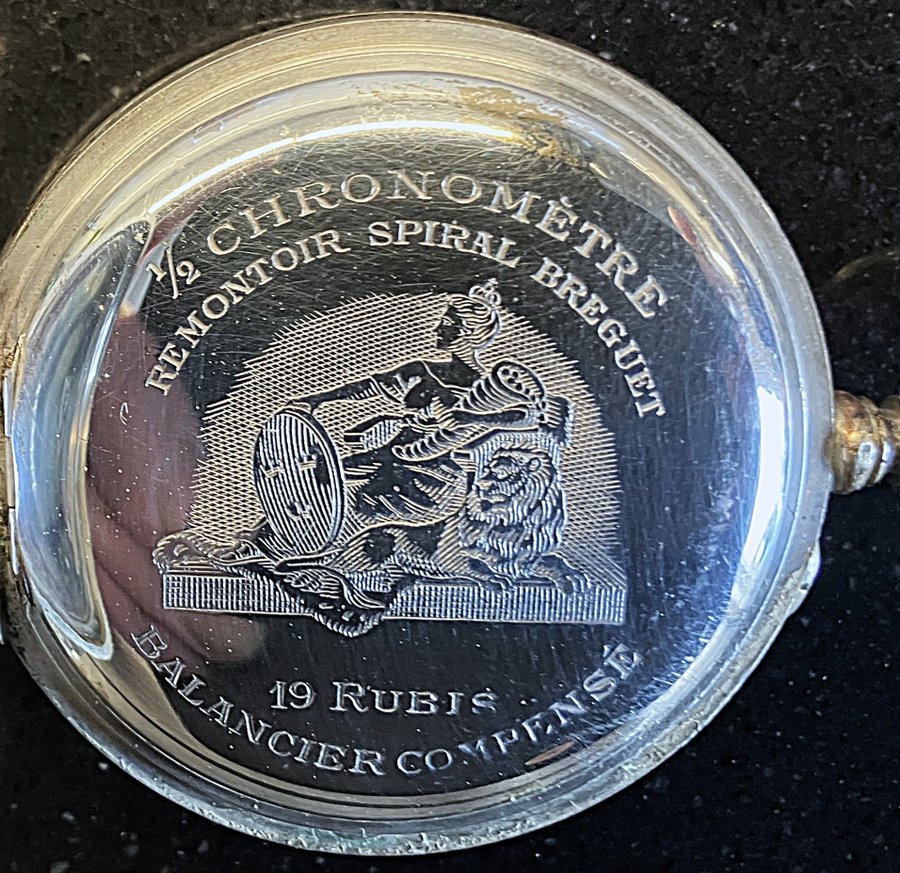 ½ CHRONOMÈTRE
REMONTOIR SPIRAL BREGUET
19 RUBIS
BALANCIER COMPENSÉ